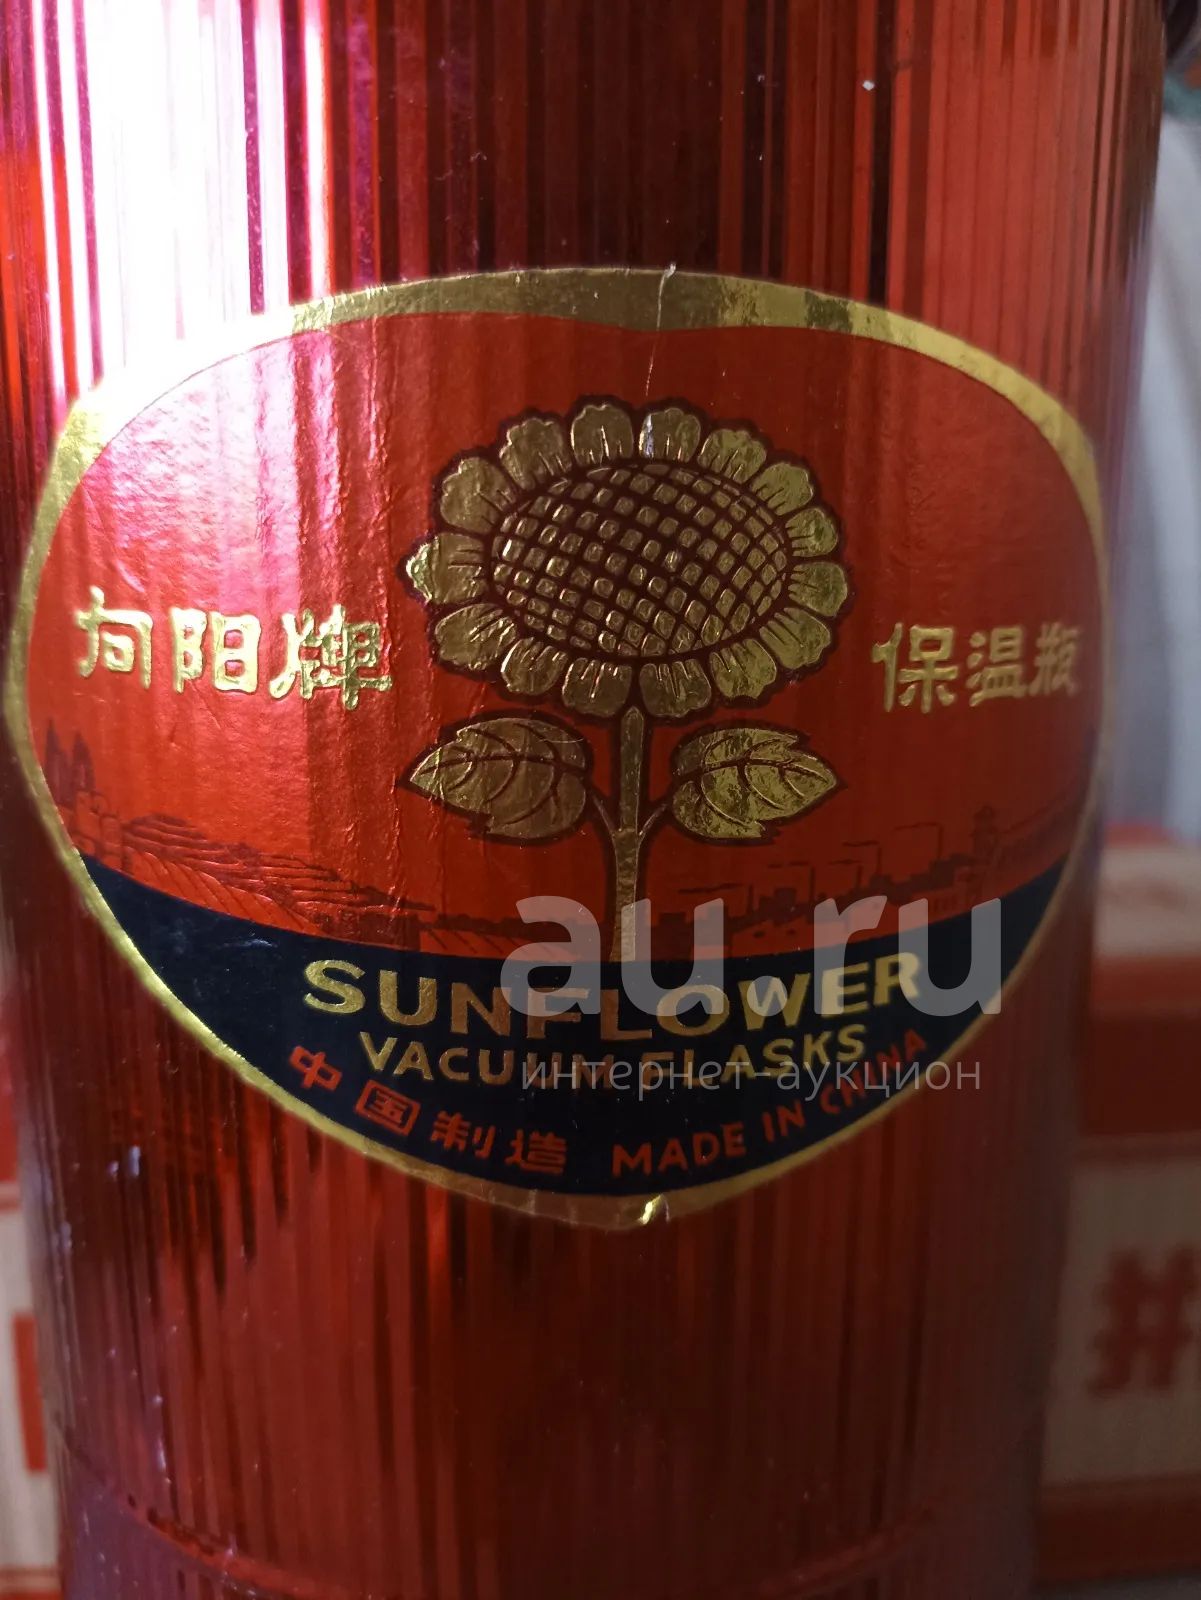 向阳牌
保温瓶
SUNFLOWER
VACUUM FLASKS
中国制造 MADE IN CHINA
au.ru
интернет-аукцион